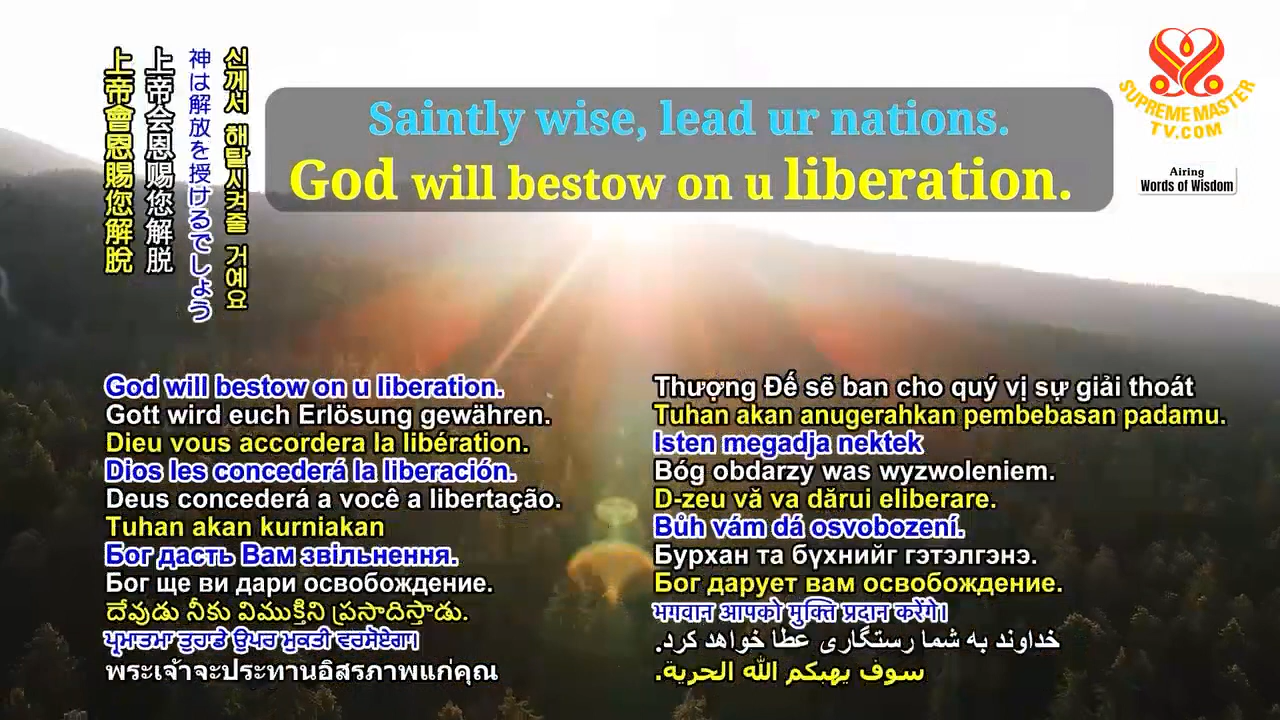 Saintly wise, lead ur nations.
God will bestow on u liberation.
SUPREME MASTER
TV.COM
Airing
Words of Wisdom
신께서 해탈시켜줄 거예요
神は解放を授けるでしょう
上帝会恩赐您解脱
上帝會恩賜您解脫
God will bestow on u liberation.
Gott wird euch Erlösung gewähren.
Dieu vous accordera la libération.
Dios les concederá la liberación.
Deus concederá a você a libertação.
Tuhan akan kurniakan
Бог дасть Вам звільнення.
Бог ще ви дари освобождение.
దేవుడు నీకు విముక్తిని ప్రసాదిస్తాడు.
ਪ੍ਰਮਾਤਮਾ ਤੁਹਾਡੇ ਉਪਰ ਮੁਕਤੀ ਵਰਸੋਏਗਾ।
พระเจ้าจะประทานอิสรภาพแก่คุณ
Thượng Đế sẽ ban cho quý vị sự giải thoát
Tuhan akan anugerahkan pembebasan padamu.
Isten megadja nektek
Bóg obdarzy was wyzwoleniem.
D-zeu vă va dărui eliberare.
Bůh vám dá osvobození.
Бурхан та бүхнийг гэтэлгэнэ.
Бог дарует вам освобождение.
भगवान आपको मुक्ति प्रदान करेंगे।
خداوند به شما رستگاری عطا خواهد کرد.
سوف يهبكم الله الحرية.